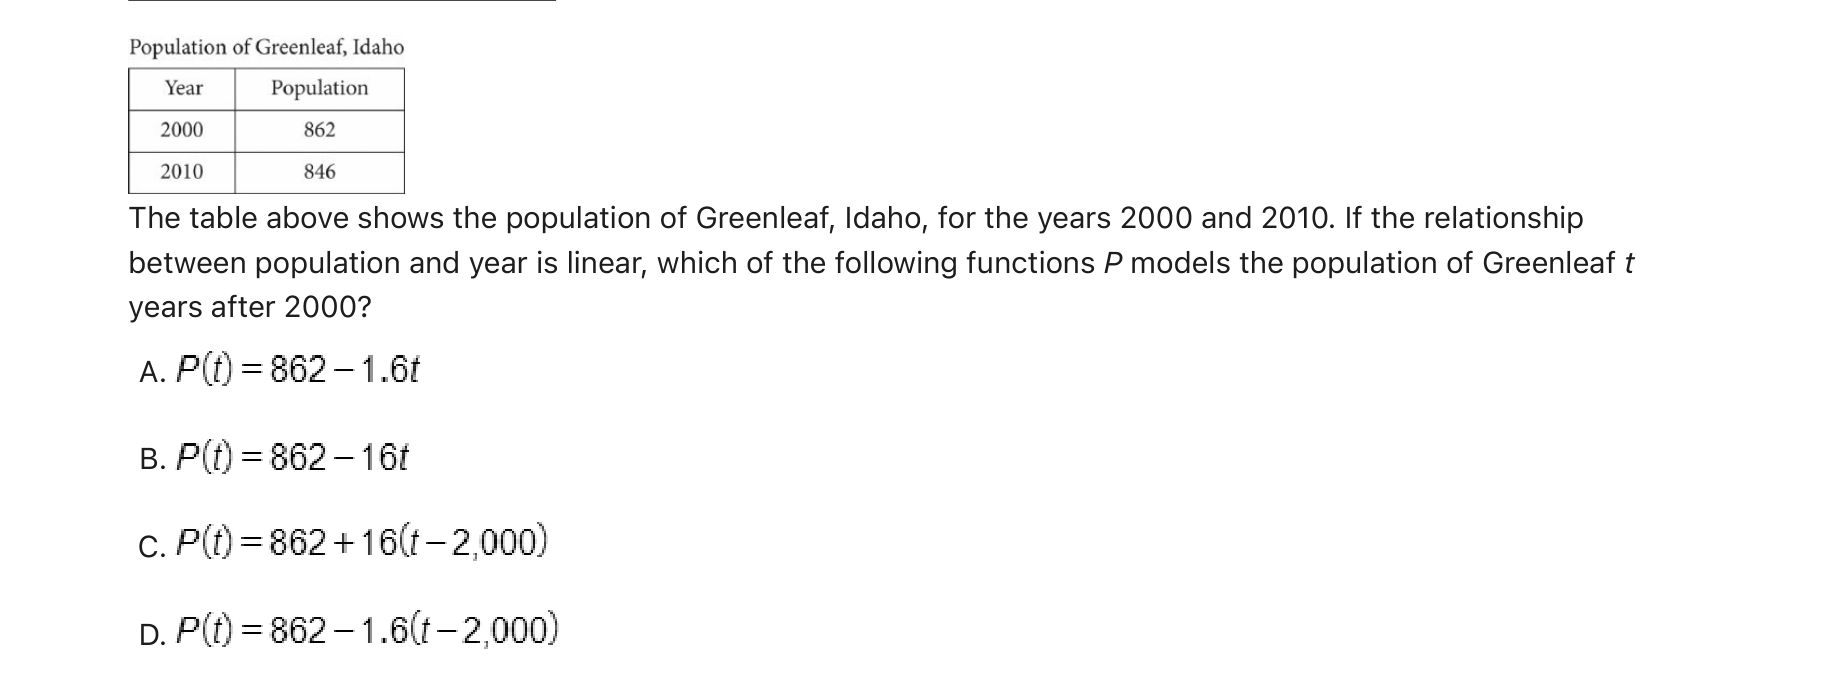 Population of Greenleaf, Idaho
Year Population
2000 862
2010 846
The table above shows the population of Greenleaf, Idaho, for the years 2000 and 2010. If the relationship
between population and year is linear, which of the following functions P models the population of Greenleaf t
years after 2000?
A. P(t) = 862 – 1.6t
B. P(t) = 862 – 16t
C. P(t) = 862 + 16(t – 2,000)
D. P(t) = 862 – 1.6(t – 2,000)